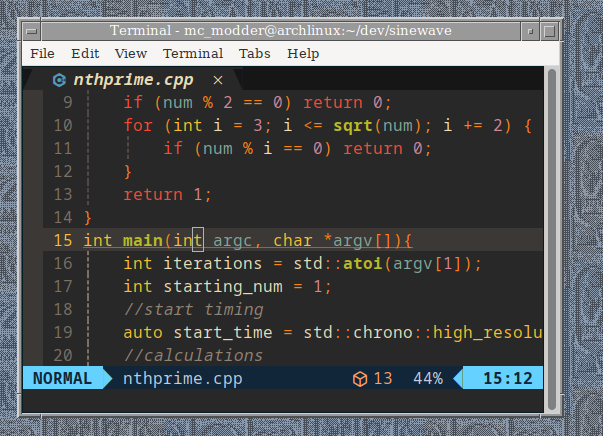 Terminal - mc_modder@archlinux:~/dev/sinewave
File Edit View Terminal Tabs Help
nthprime.cpp ×
9 if (num % 2 == 0) return 0;
10 for (int i = 3; i <= sqrt(num); i += 2) {
11 if (num % i == 0) return 0;
12 }
13 return 1;
14 }
15 int main(int argc, char *argv[]){
16 int iterations = std::atoi(argv[1]);
17 int starting_num = 1;
18 //start timing
19 auto start_time = std::chrono::high_resolu
20 //calculations
NORMAL nthprime.cpp 13 44% 15:12